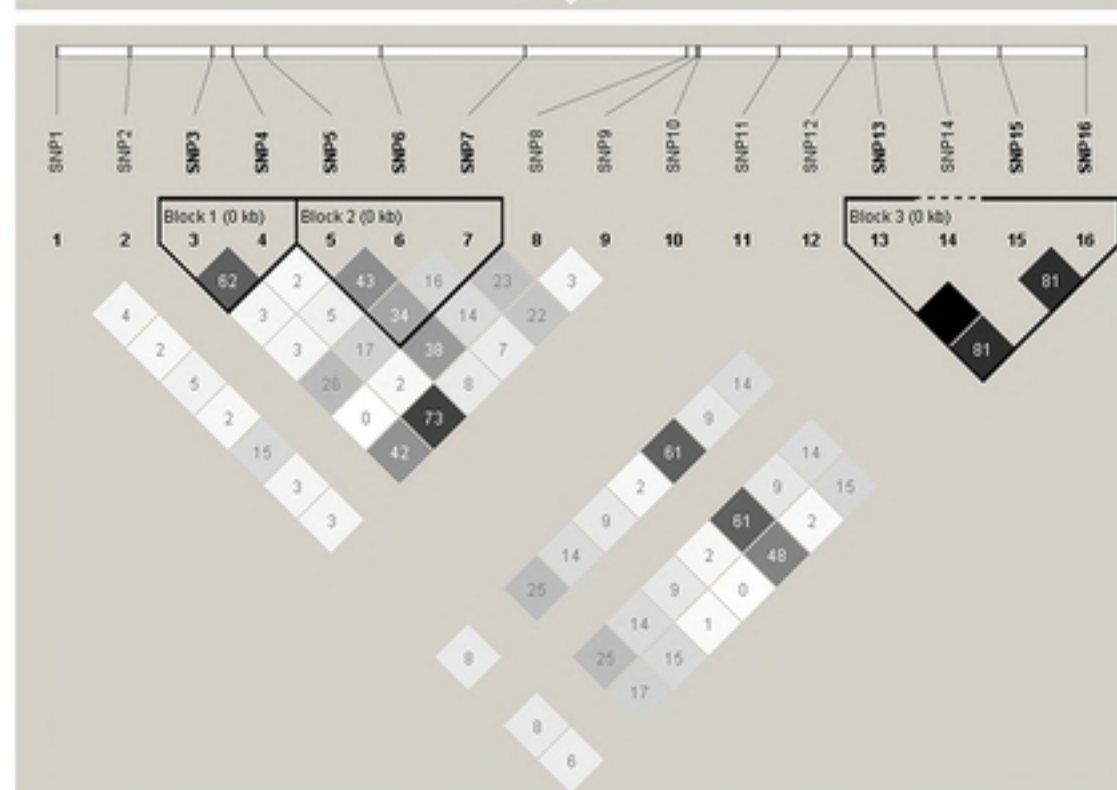 SNP1 SNP2 SNP3 SNP4 SNP5 SNP6 SNP7 SNP8 SNP9 SNP10 SNP11 SNP12 SNP13 SNP14 SNP15 SNP16
Block 1 (0 kb) Block 2 (0 kb) Block 3 (0 kb)
1 2 3 4 5 6 7 8 9 10 11 12 13 14 15 16
62 2 43 16 23 3 81
4 3 5 34 14 22
2 3 17 38 7 81
5 26 2 8 14
2 0 73 9
15 42 61 14
3 2 9 15
3 9 61 2
14 2 48
25 9 0
14 1
8 25 15
17
8
6